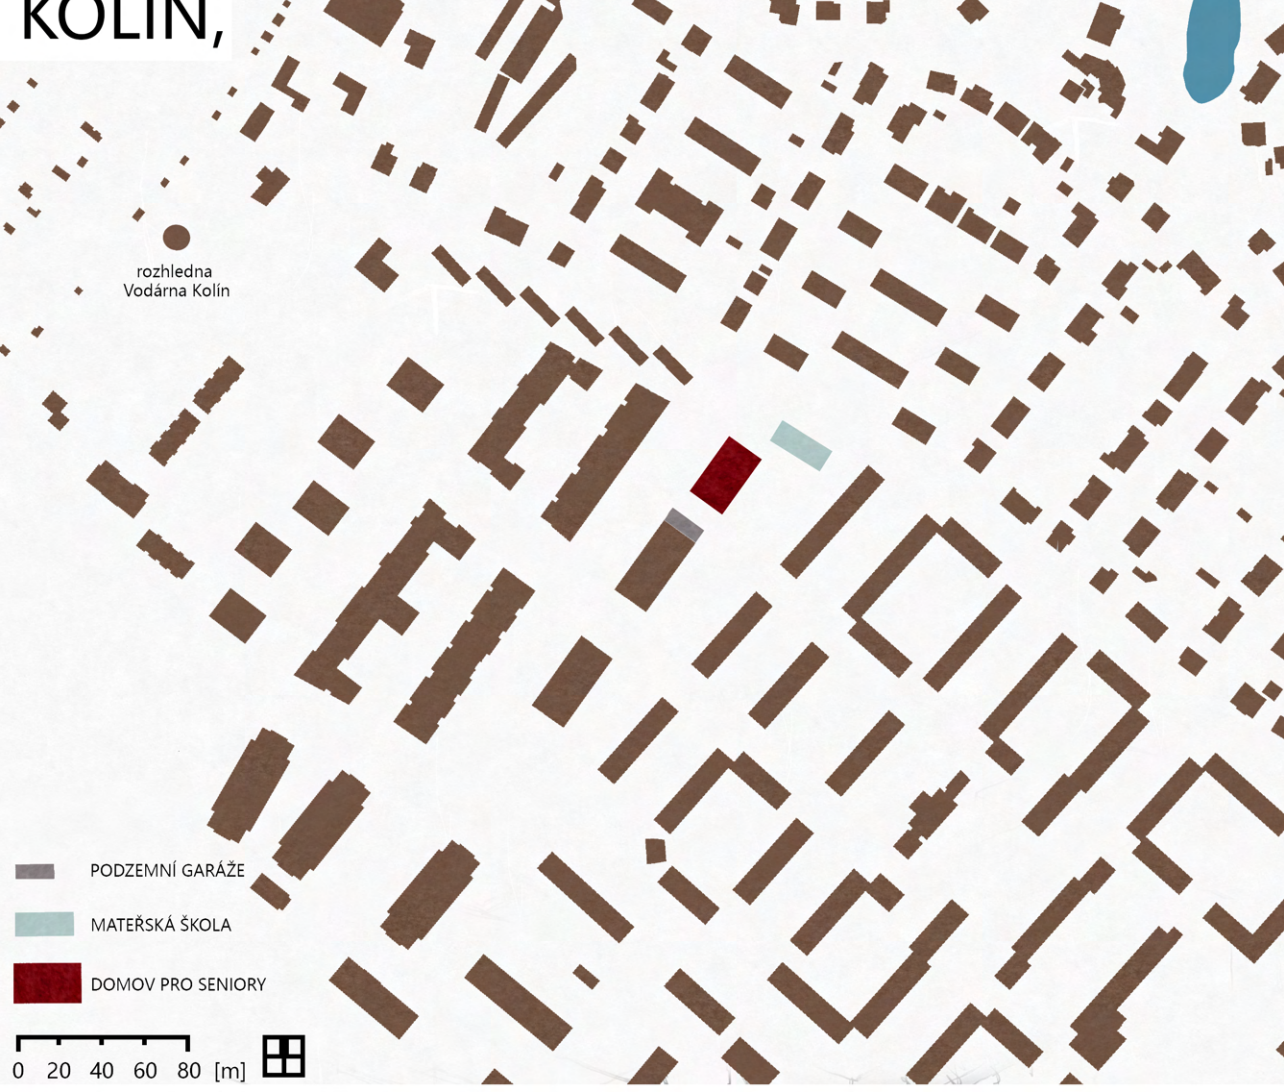 KOLÍN,
rozhledna
Vodárna Kolín
PODZEMNÍ GARÁŽE
MATEŘSKÁ ŠKOLA
DOMOV PRO SENIORY
0 20 40 60 80 [m]